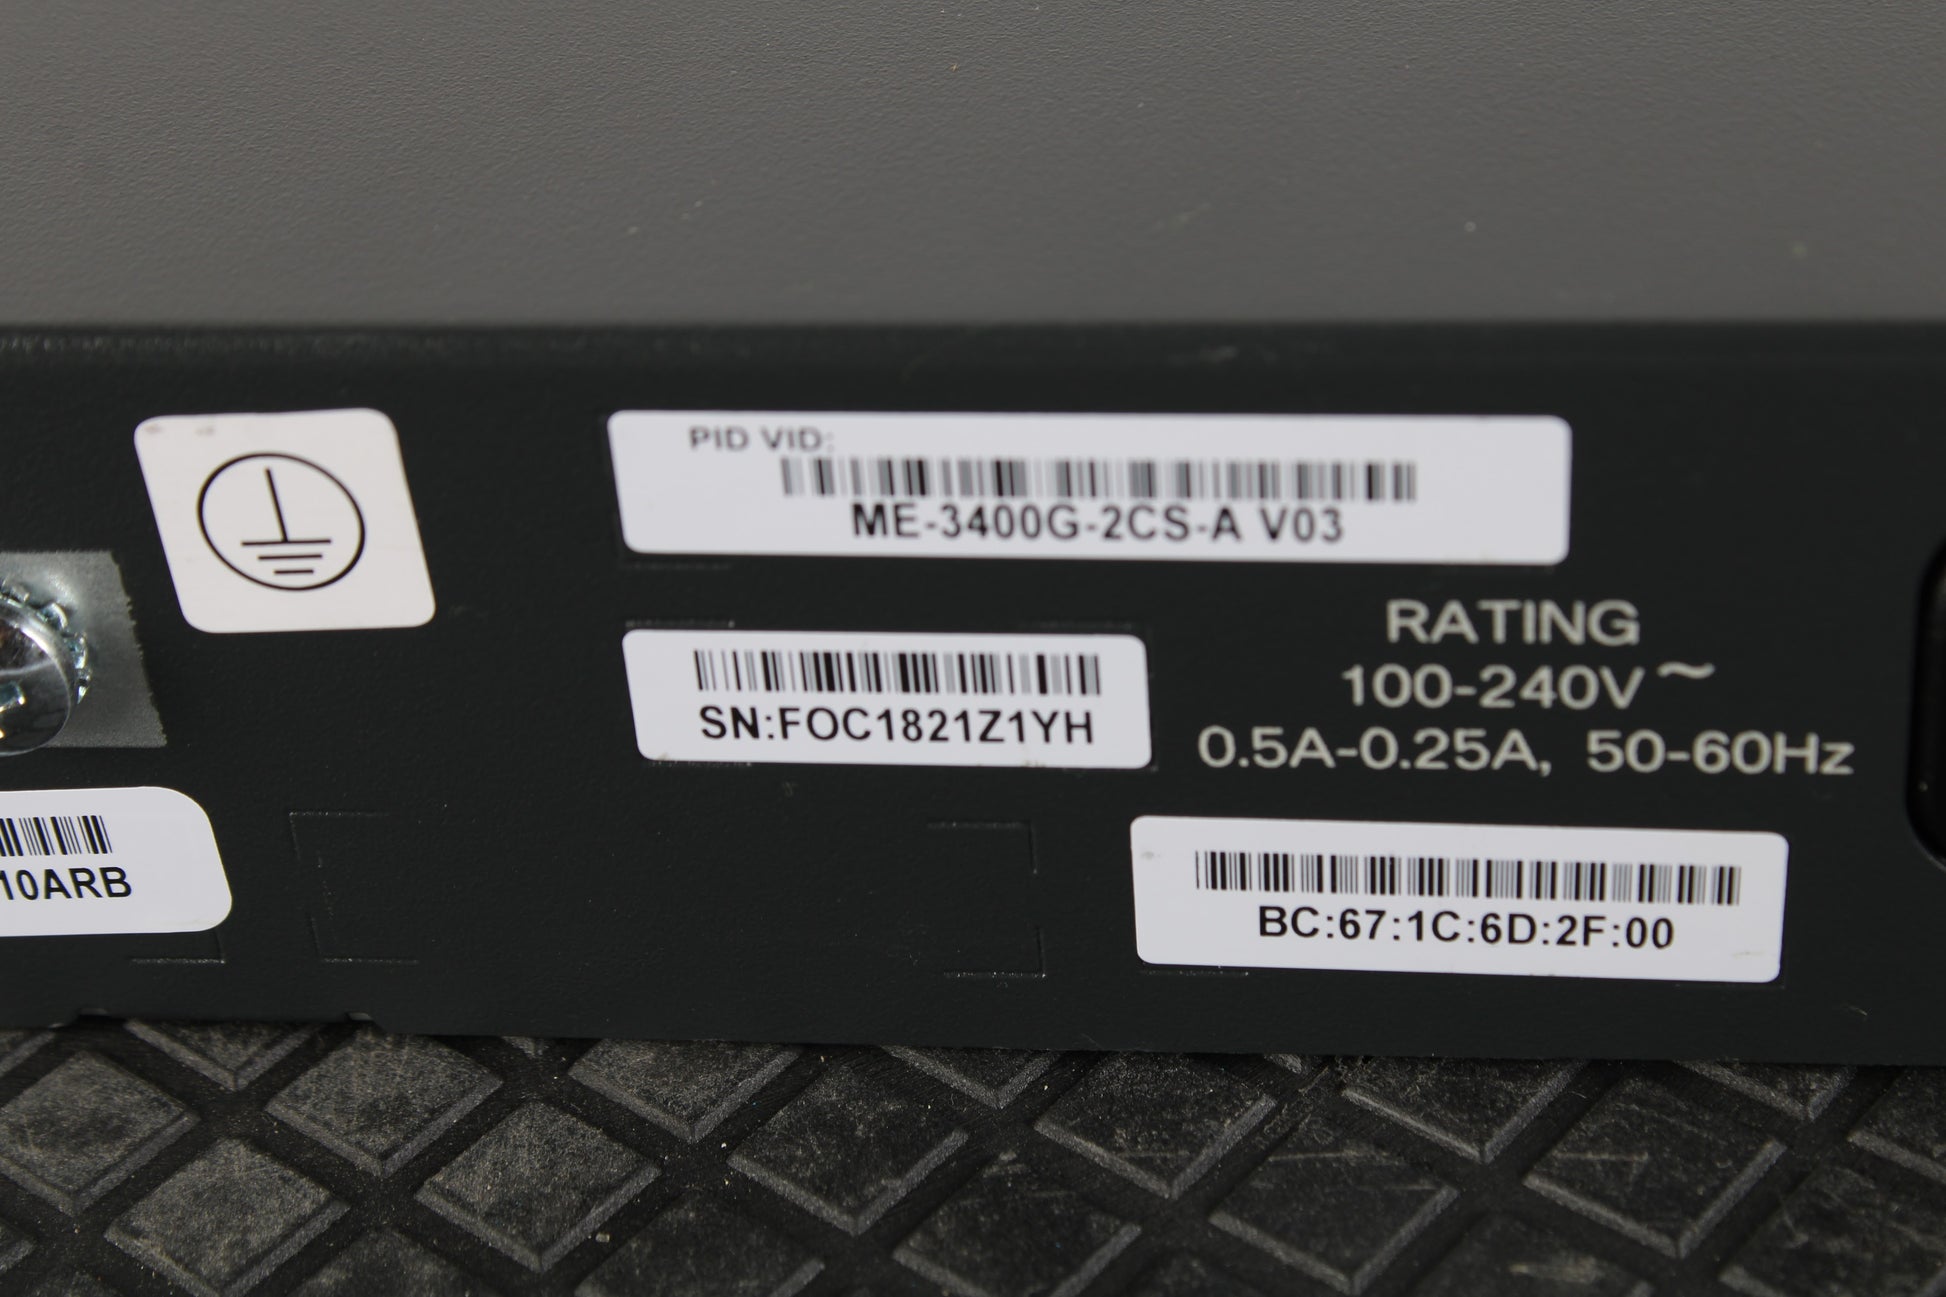 PID VID:
ME-3400G-2CS-A V03
SN:FOC1821Z1YH
RATING
100-240V~
0.5A-0.25A, 50-60Hz
10ARB
BC:67:1C:6D:2F:00